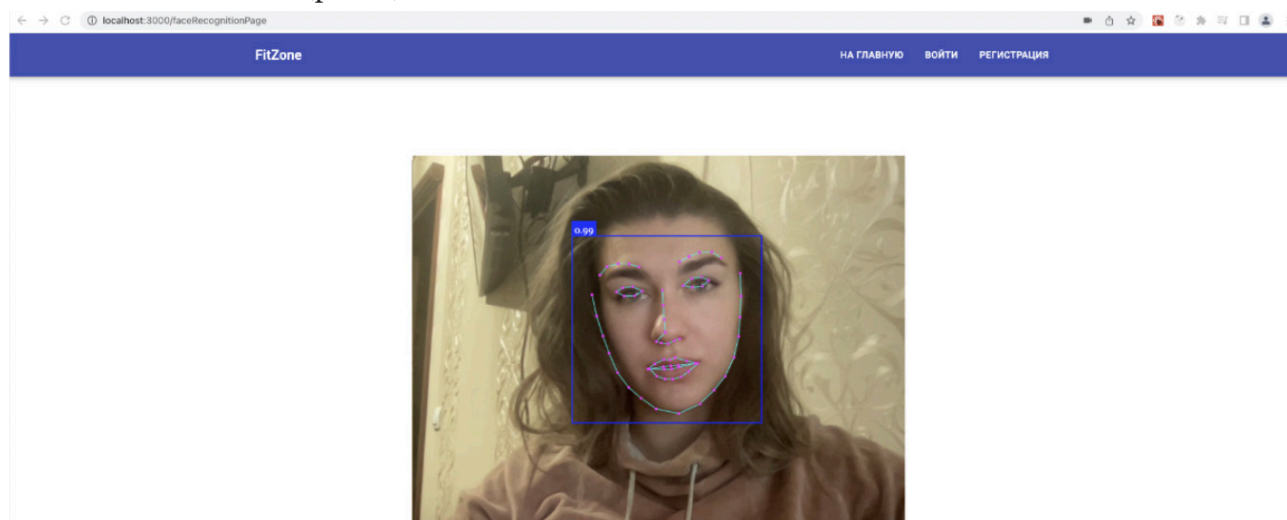 localhost:3000/faceRecognitionPage
FitZone НА ГЛАВНУЮ ВОЙТИ РЕГИСТРАЦИЯ
0.99